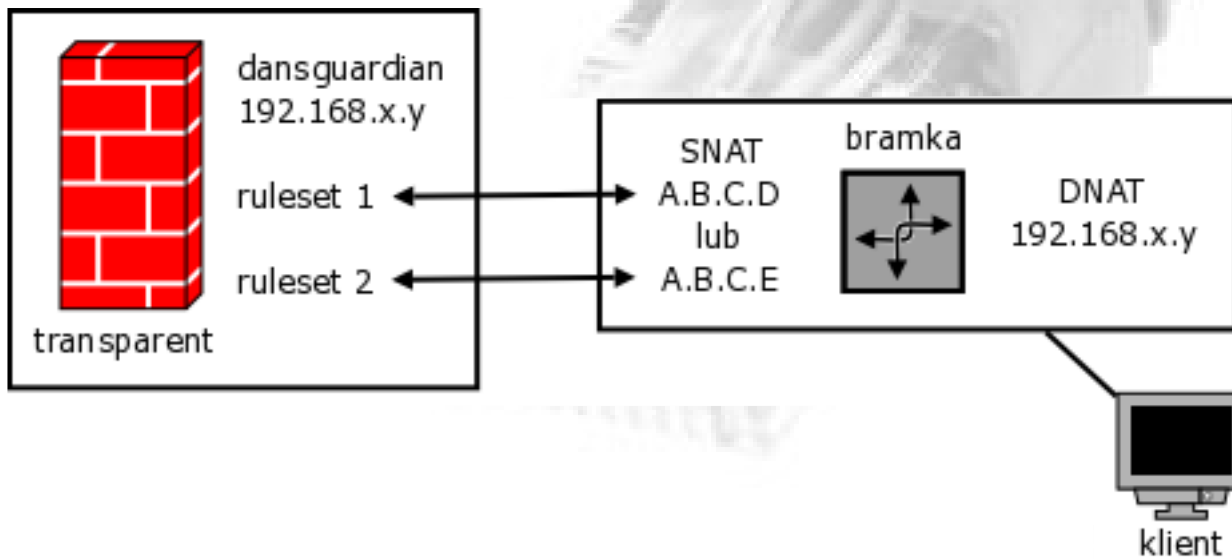 dansguardian
192.168.x.y
ruleset 1
ruleset 2
transparent
SNAT
A.B.C.D
lub
A.B.C.E
bramka
DNAT
192.168.x.y
klient